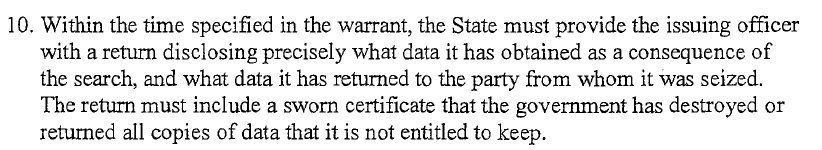 10. Within the time specified in the warrant, the State must provide the issuing officer
with a return disclosing precisely what data it has obtained as a consequence of
the search, and what data it has returned to the party from whom it was seized.
The return must include a sworn certificate that the government has destroyed or
returned all copies of data that it is not entitled to keep.